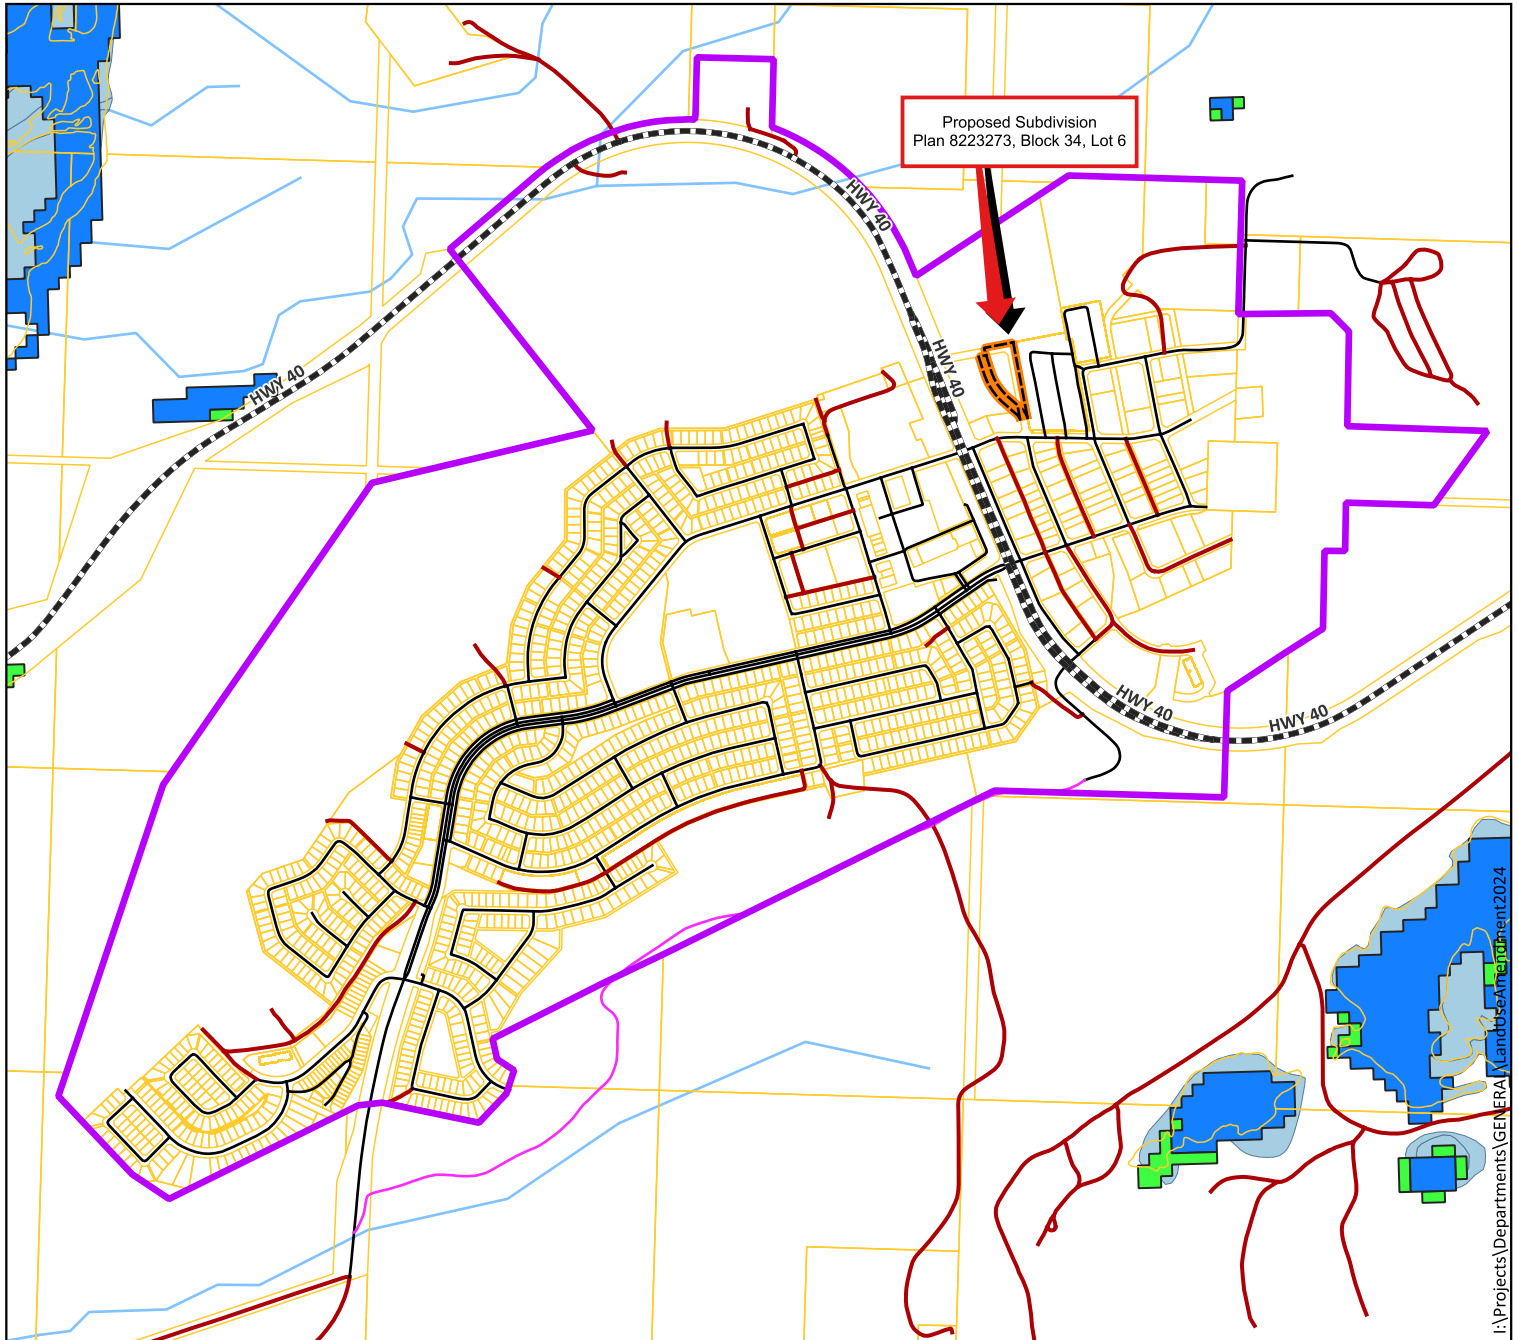 Proposed Subdivision
Plan 8223273, Block 34, Lot 6
HWY 40
HWY 40
HWY 40
HWY 40
HWY 40
I:\Projects\Departments\GENERAL\LandUseAmendment2024